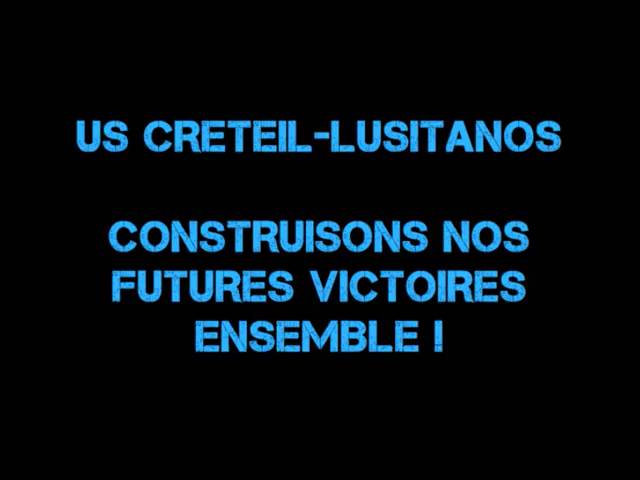 US CRETEIL-LUSITANOS
CONSTRUISONS NOS
FUTURES VICTOIRES
ENSEMBLE !